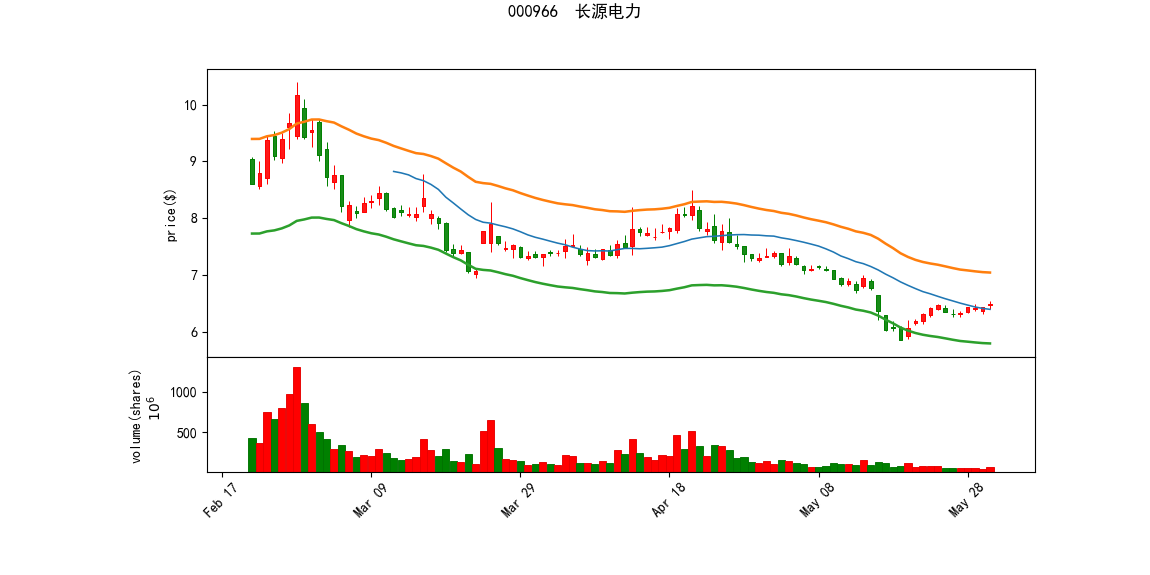 000966 长源电力
price($)
10
9
8
7
6
volume(shares)
10^6
1000
500
Feb 17
Mar 09
Mar 29
Apr 18
May 08
May 28